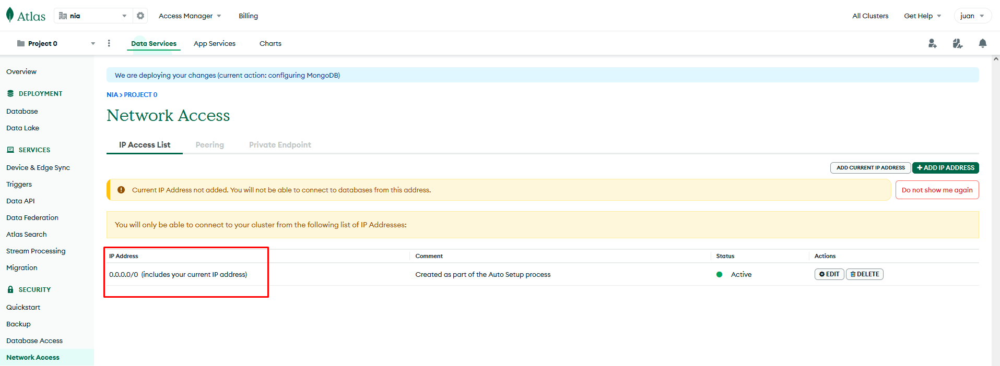 Atlas nia Access Manager Billing All Clusters Get Help juan
Project 0 Data Services App Services Charts
Overview
DEPLOYMENT
Database
Data Lake
SERVICES
Device & Edge Sync
Triggers
Data API
Data Federation
Atlas Search
Stream Processing
Migration
SECURITY
Quickstart
Backup
Database Access
Network Access
We are deploying your changes (current action: configuring MongoDB)
NIA > PROJECT 0
Network Access
IP Access List Peering Private Endpoint
ADD CURRENT IP ADDRESS + ADD IP ADDRESS
Current IP Address not added. You will not be able to connect to databases from this address. Do not show me again
You will only be able to connect to your cluster from the following list of IP Addresses:
IP Address Comment Status Actions
0.0.0.0/0 (includes your current IP address) Created as part of the Auto Setup process Active EDIT DELETE